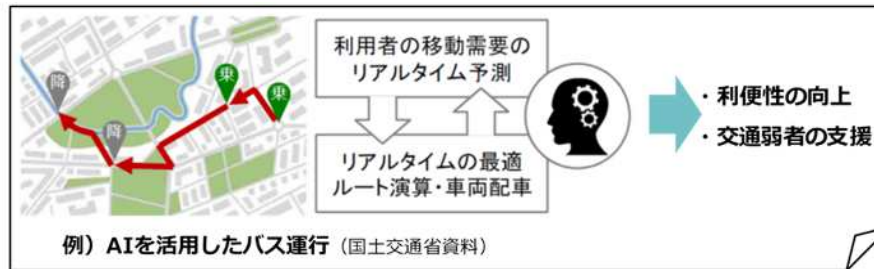 降
乗
乗
降
利用者の移動需要の
リアルタイム予測
リアルタイムの最適
ルート演算・車両配車
・利便性の向上
・交通弱者の支援
例）AIを活用したバス運行（国土交通省資料）